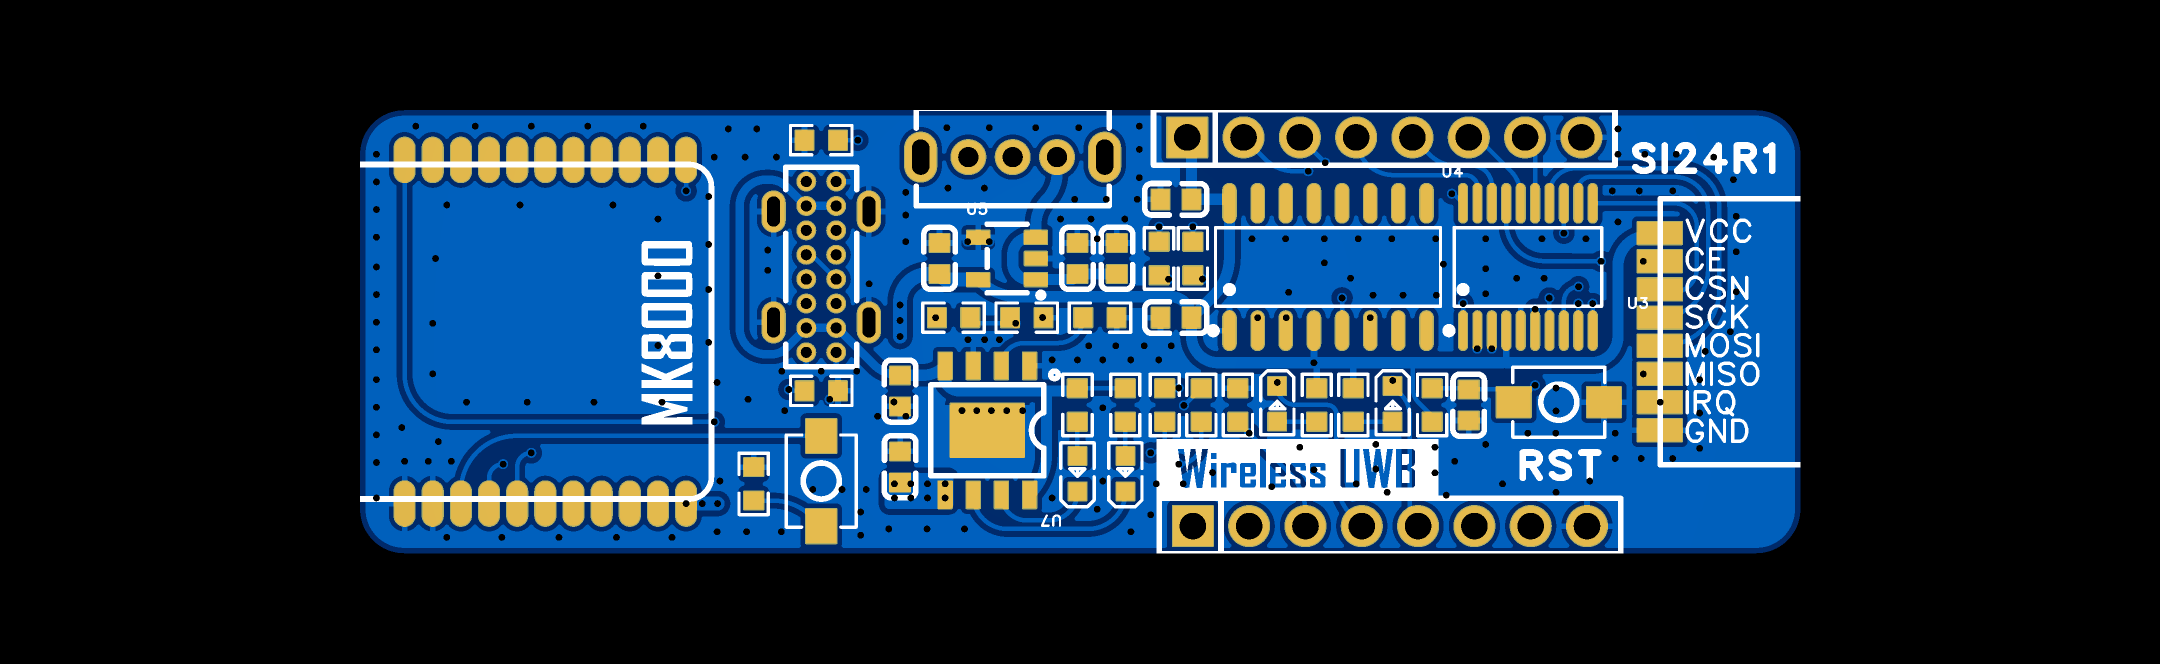 SI24R1
U4
U5
VCC
CE
CSN
U3
SCK
MOSI
MISO
IRQ
GND
MK8000
RST
Wireless UWB
U7